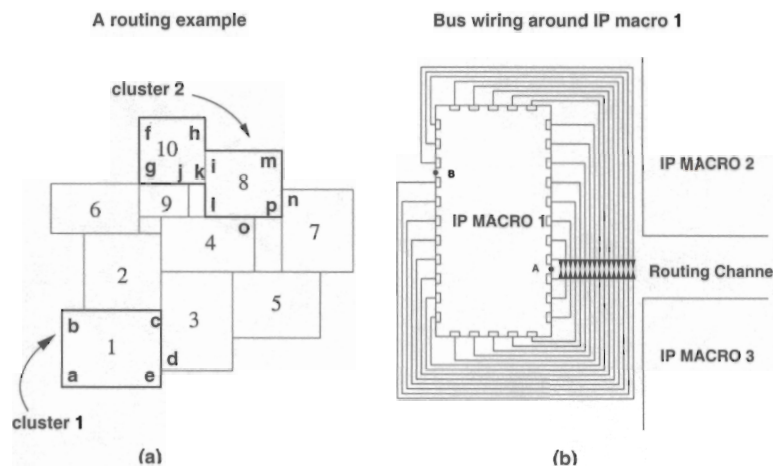 A routing example
Bus wiring around IP macro 1
cluster 2
f h
10
g j k
i m
8
l p
n
6
9
o
4
7
2
5
3
b c
1
a e
d
cluster 1
(a)
IP MACRO 2
B
IP MACRO 1
A
Routing Channe
IP MACRO 3
(b)